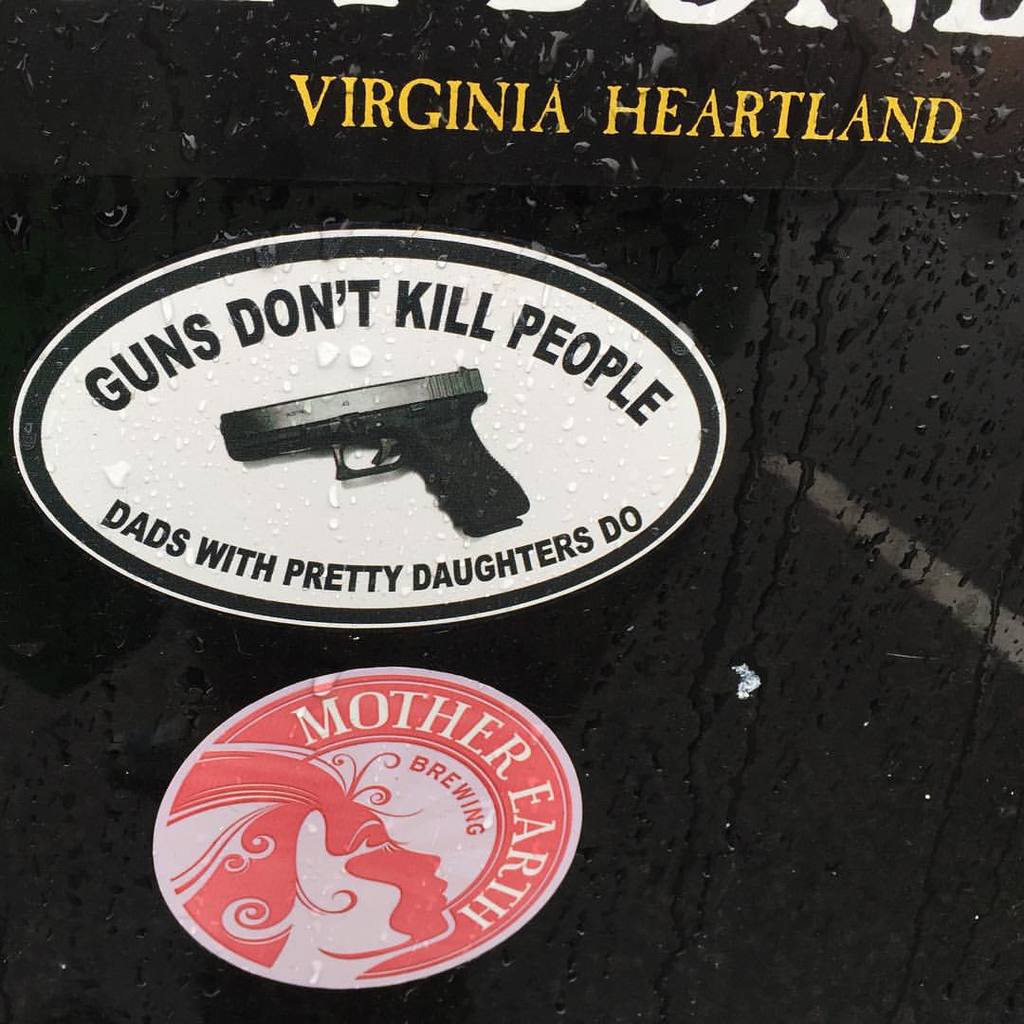 VIRGINIA HEARTLAND
GUNS DON'T KILL PEOPLE
DADS WITH PRETTY DAUGHTERS DO
MOTHER EARTH
BREWING